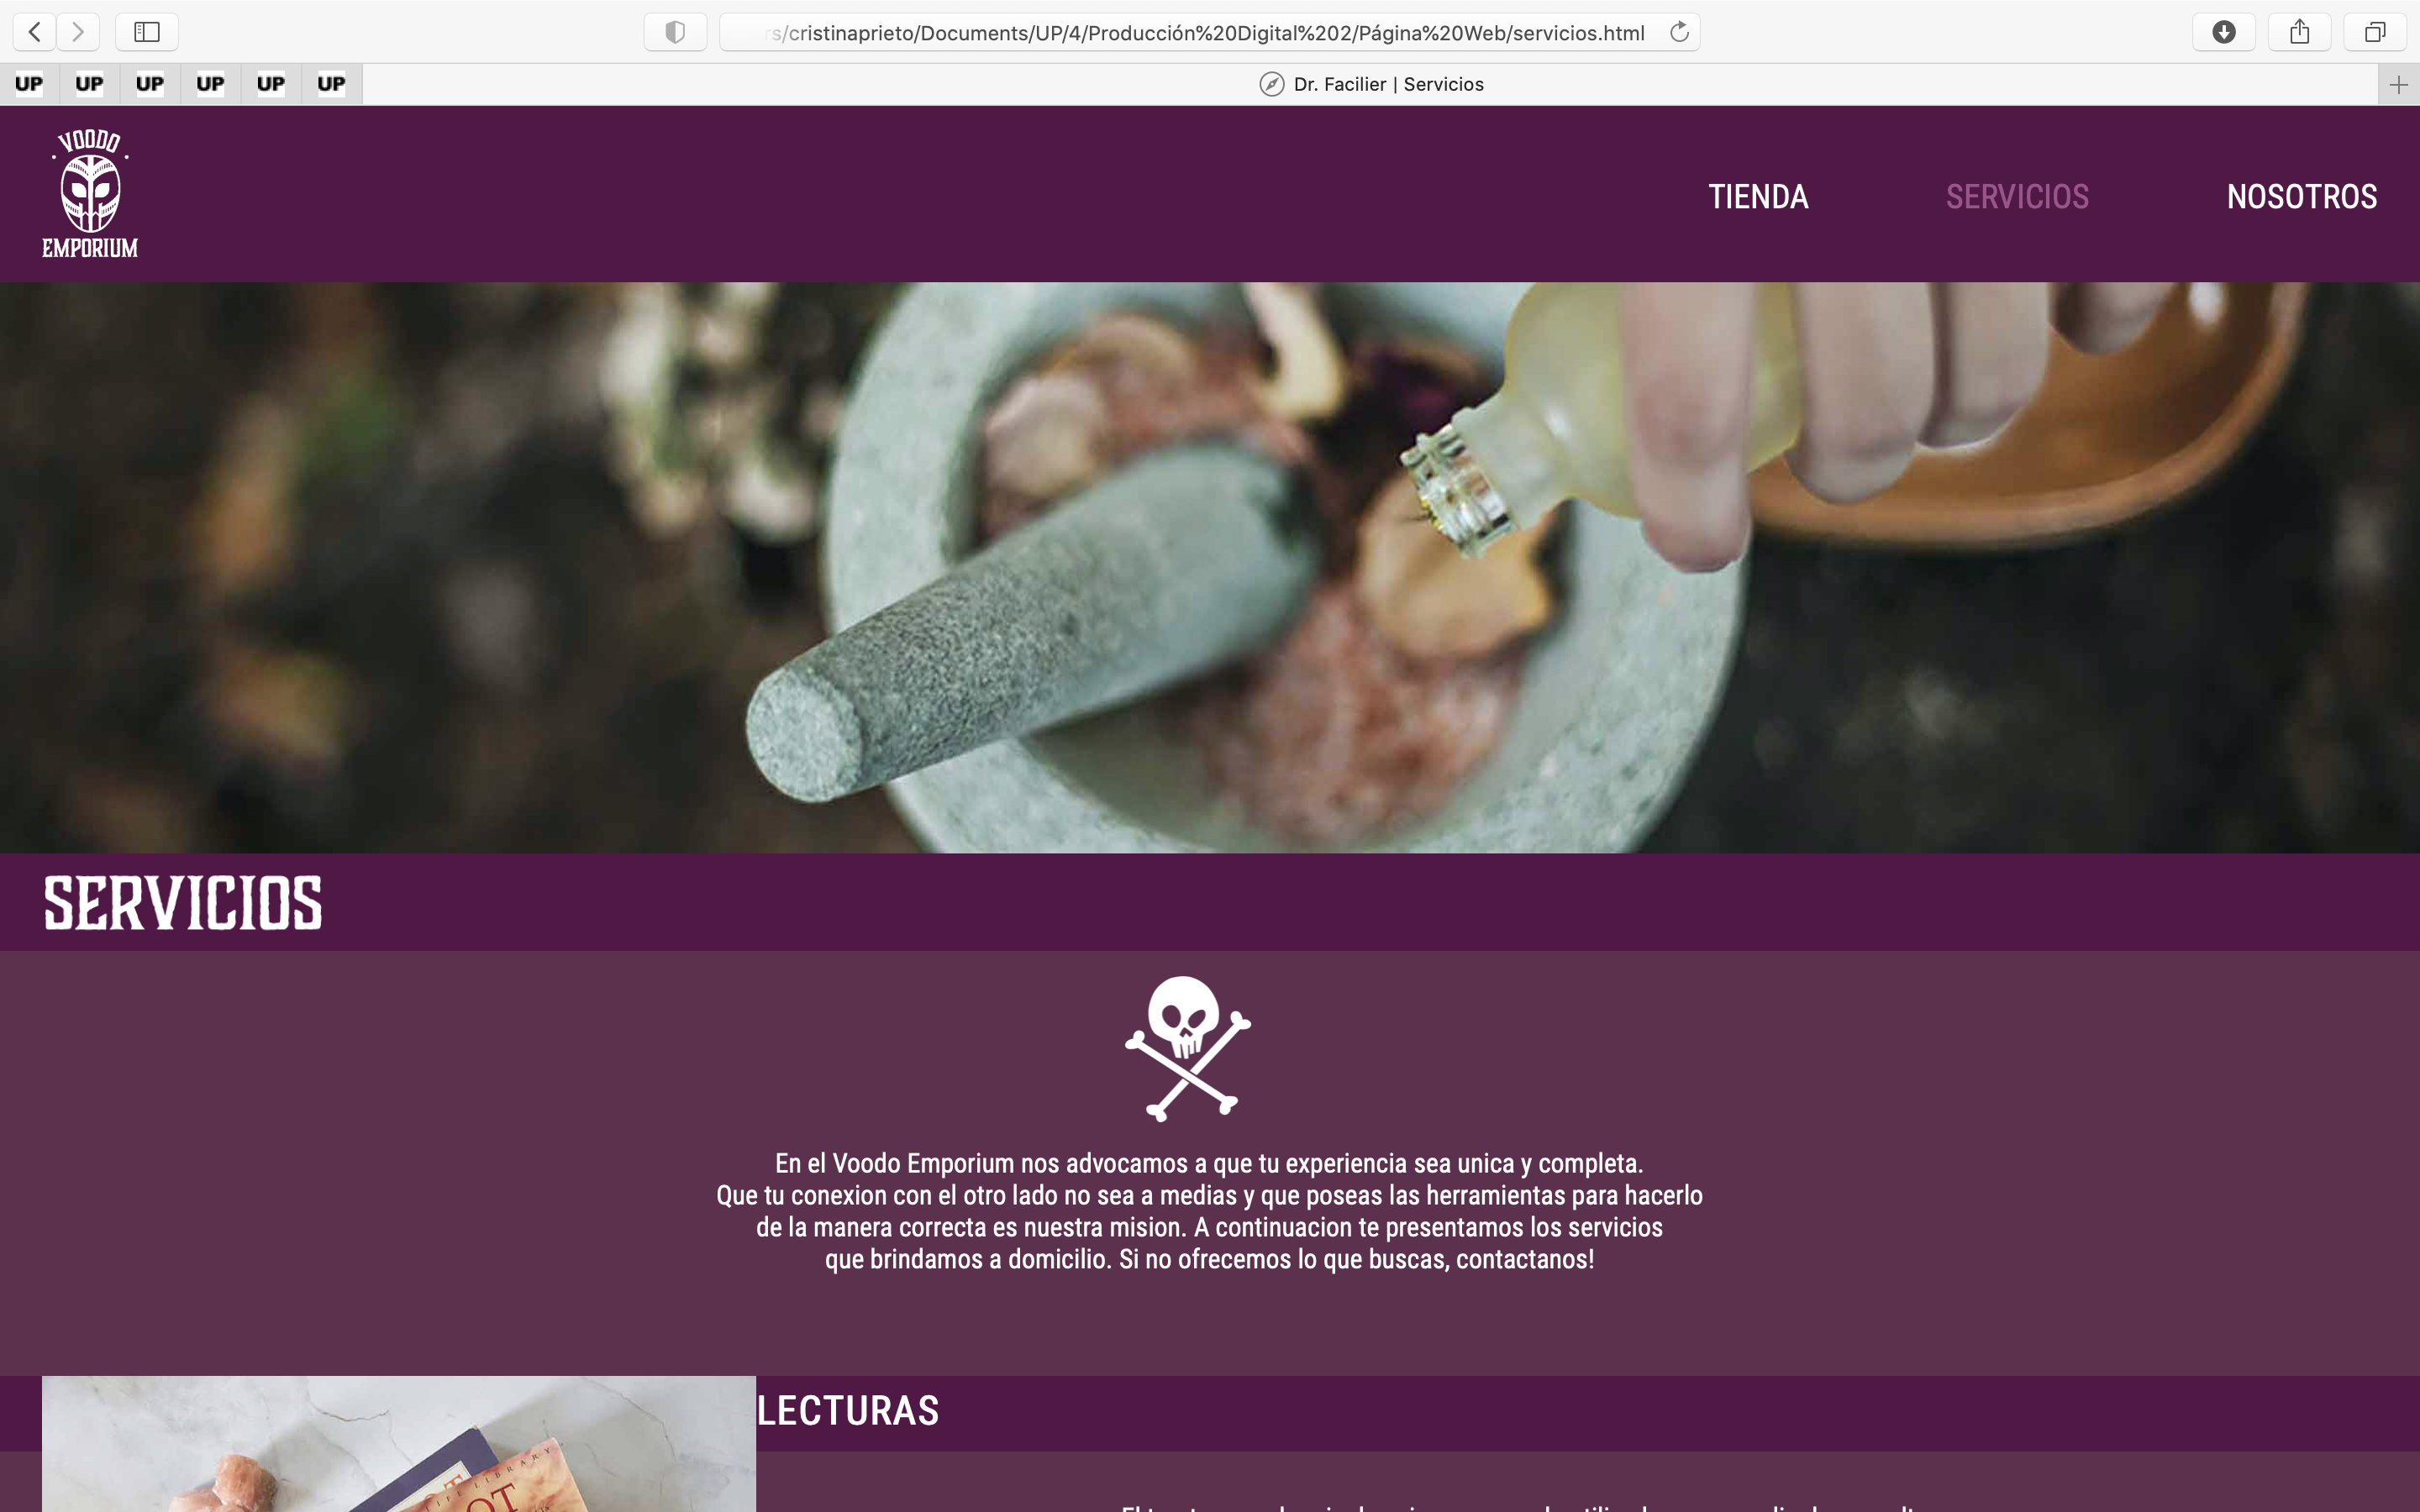 rs/cristinaprieto/Documents/UP/4/Producción%20Digital%202/Página%20Web/servicios.html
UP UP UP UP UP UP
Dr. Facilier | Servicios
VOODO
EMPORIUM
TIENDA SERVICIOS NOSOTROS
SERVICIOS
En el Voodo Emporium nos advocamos a que tu experiencia sea unica y completa.
Que tu conexion con el otro lado no sea a medias y que poseas las herramientas para hacerlo
de la manera correcta es nuestra mision. A continuacion te presentamos los servicios
que brindamos a domicilio. Si no ofrecemos lo que buscas, contactanos!
LECTURAS
LIFE LIBRARY
OT